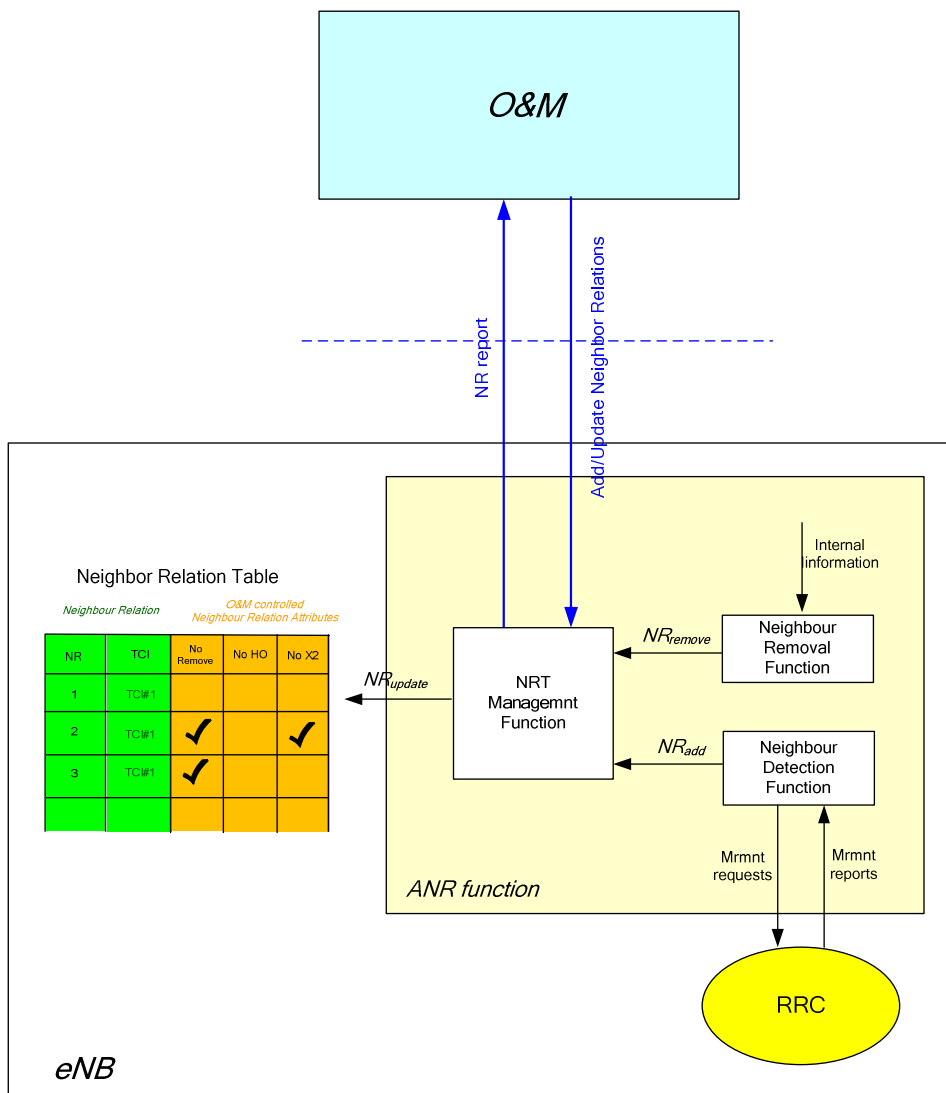 O&M
NR report
Add/Update Neighbor Relations
Internal
Iinformation
Neighbor Relation Table
Neighbour Relation
O&M controlled
Neighbour Relation Attributes
NR
TCI
No
Remove
No HO
No X2
1
TCI#1
2
TCI#1
3
TCI#1
NRupdate
NRT
Managemnt
Function
NRremove
Neighbour
Removal
Function
NRadd
Neighbour
Detection
Function
Mrmnt
requests
Mrmnt
reports
ANR function
RRC
eNB